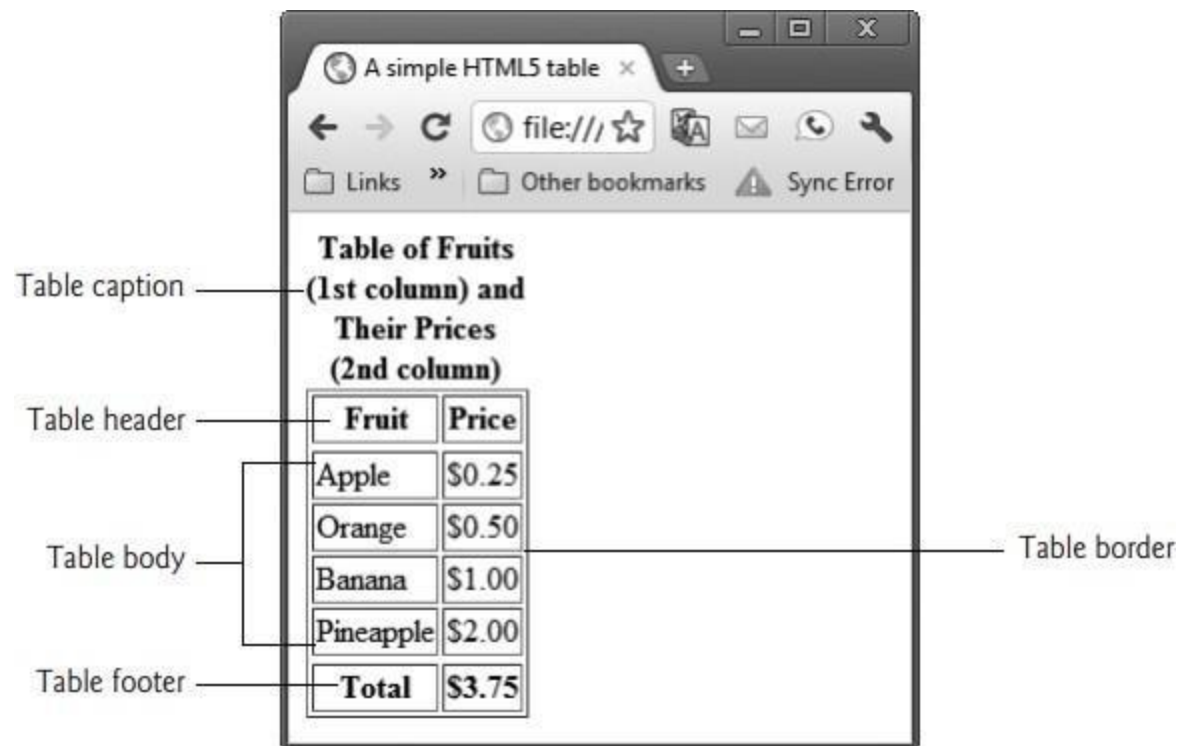 X
A simple HTML5 table ×
file:///
Links » Other bookmarks Sync Error
Table of Fruits
(1st column) and
Their Prices
(2nd column)
Table caption
Table header
Fruit Price
Apple $0.25
Orange $0.50
Banana $1.00
Pineapple $2.00
Total $3.75
Table body
Table footer
Table border